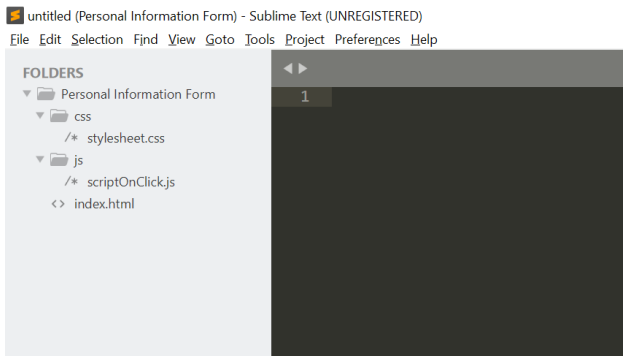 untitled (Personal Information Form) - Sublime Text (UNREGISTERED)
File Edit Selection Find View Goto Tools Project Preferences Help
FOLDERS
Personal Information Form
css
/* stylesheet.css
js
/* scriptOnClick.js
<> index.html
1